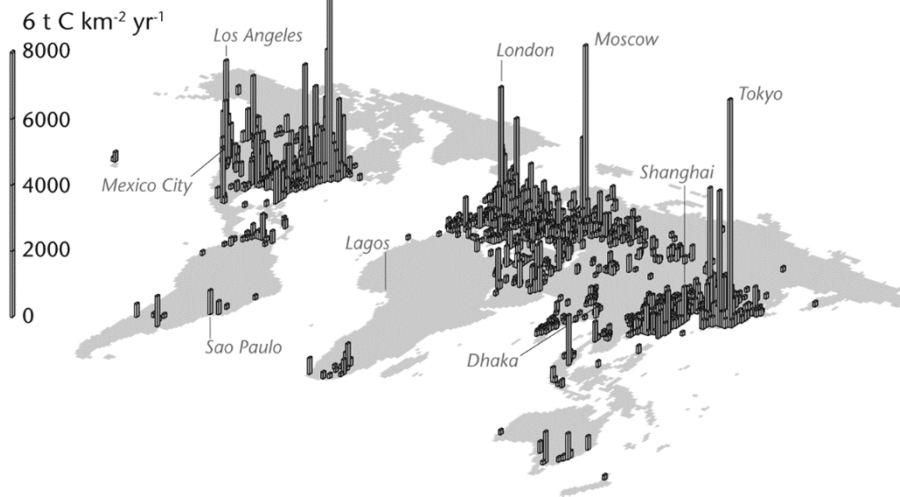 6 t C km-2 yr-1
8000
6000
4000
2000
0
Los Angeles
London
Moscow
Tokyo
Mexico City
Shanghai
Lagos
Sao Paulo
Dhaka